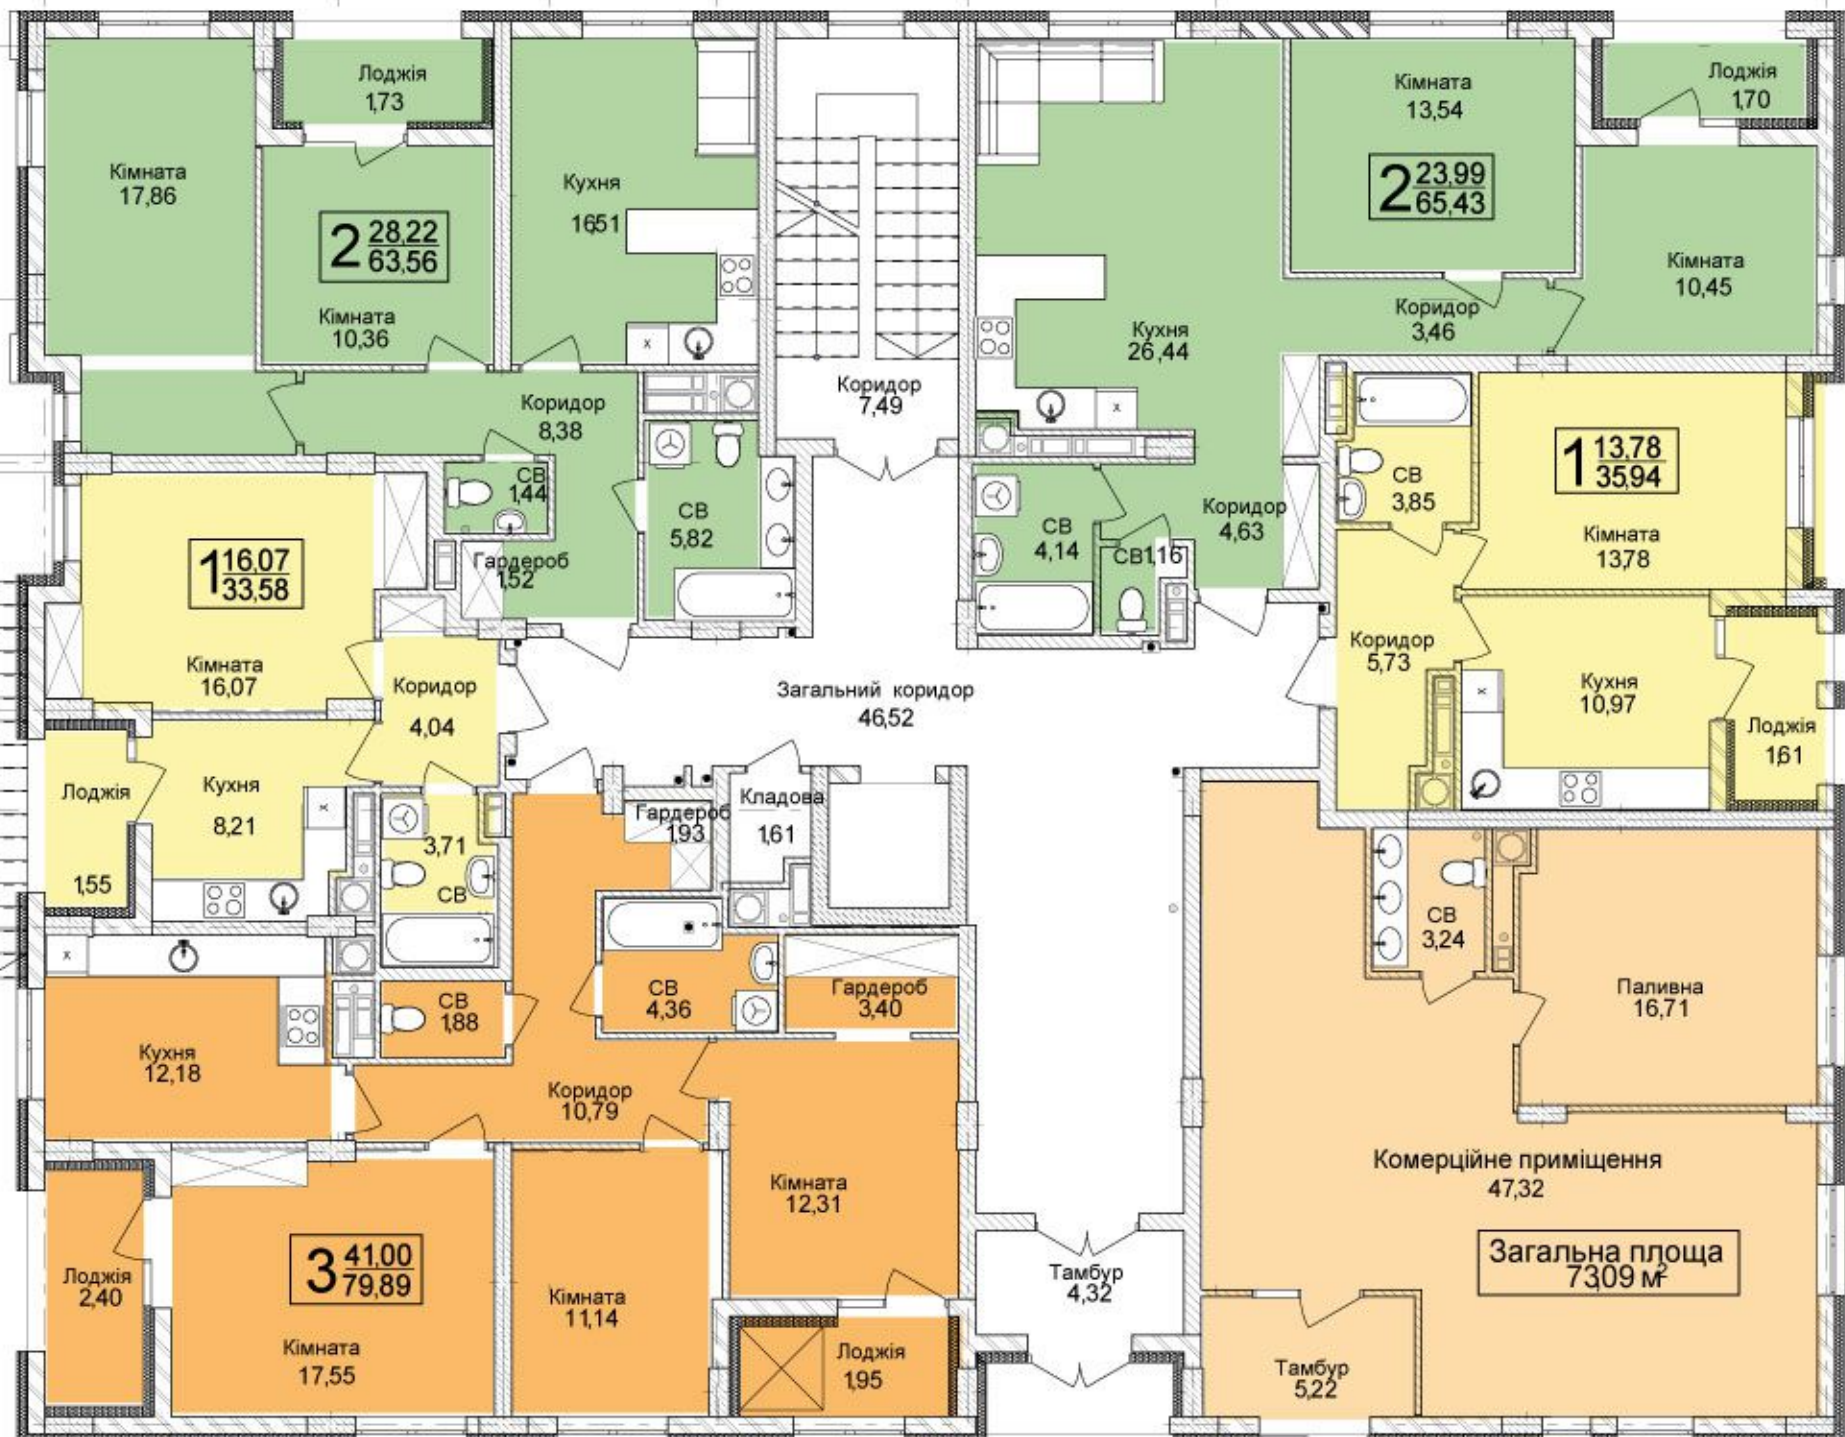 Лоджія
1,73
Кімната
17,86
2 28,22
63,56
Кімната
10,36
Кухня
16,51
х
Коридор
8,38
СВ
1,44
Гардероб
1,52
СВ
5,82
Коридор
7,49
Кухня
26,44
х
Кімната
13,54
2 23,99
65,43
Лоджія
1,70
Кімната
10,45
Коридор
3,46
СВ
4,14
СВ 1,16
Коридор
4,63
СВ
3,85
1 13,78
35,94
Кімната
13,78
Коридор
5,73
х
Кухня
10,97
Лоджія
1,61
1 16,07
33,58
Кімната
16,07
Коридор
4,04
Загальний коридор
46,52
Лоджія
1,55
Кухня
8,21
х
3,71
СВ
Гардероб
1,93
Кладова
1,61
х
Кухня
12,18
СВ
1,88
СВ
4,36
Гардероб
3,40
Коридор
10,79
Лоджія
2,40
3 41,00
79,89
Кімната
17,55
Кімната
11,14
Кімната
12,31
Лоджія
1,95
Тамбур
4,32
СВ
3,24
Паливна
16,71
Комерційне приміщення
47,32
Загальна площа
73,09 м²
Тамбур
5,22